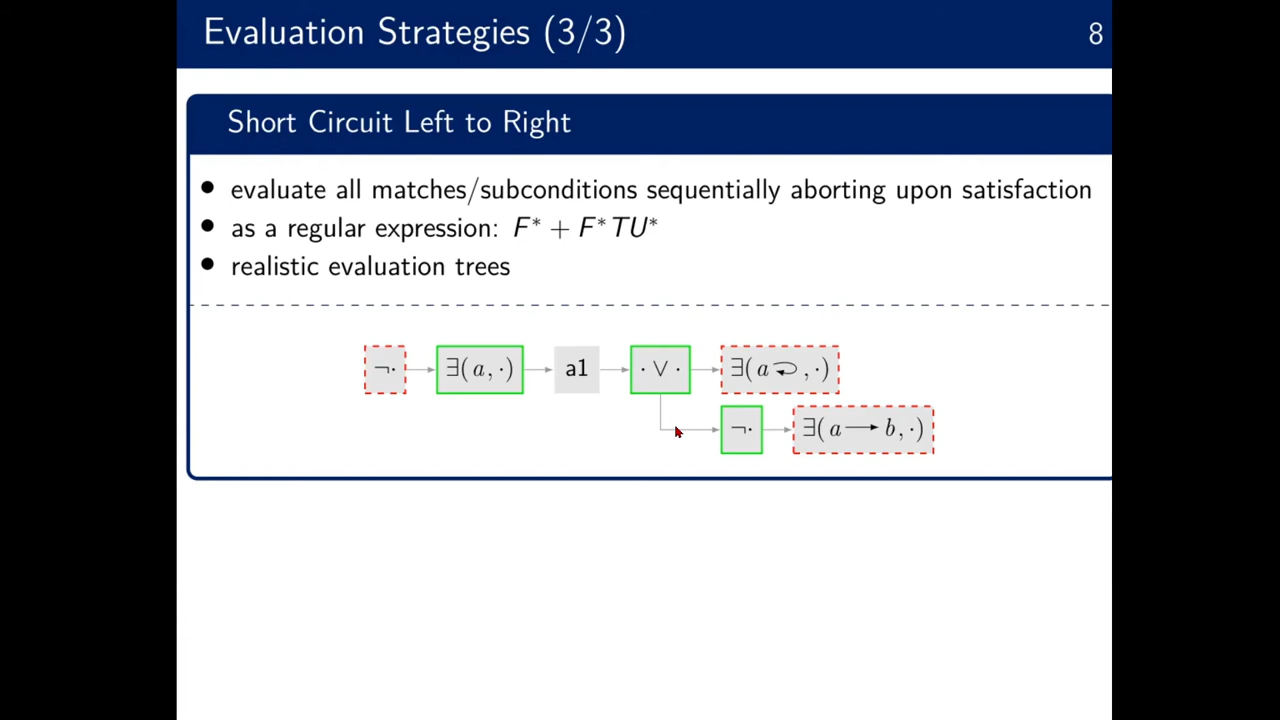 Evaluation Strategies (3/3) 8
Short Circuit Left to Right
• evaluate all matches/subconditions sequentially aborting upon satisfaction
• as a regular expression: F* + F*TU*
• realistic evaluation trees
¬· ∃(a, ·) a1 · ∨ · ∃(a⮎, ·)
¬· ∃(a⟶b, ·)